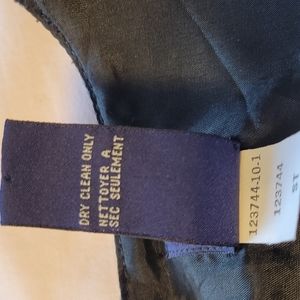 DRY CLEAN ONLY
NETTOYER A
SEC SEULEMENT
123744-10-1
123744
ST